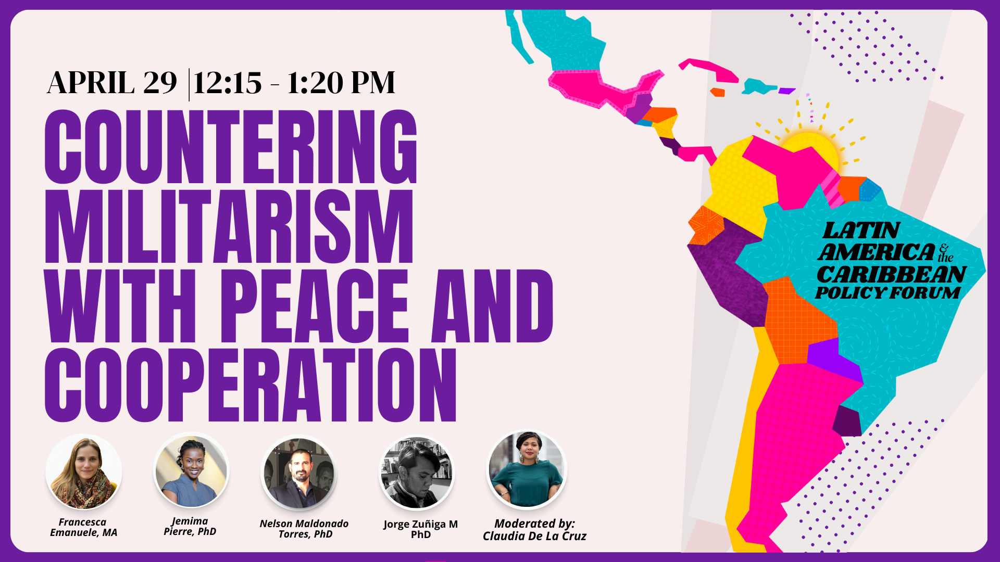 APRIL 29 |12:15 - 1:20 PM
COUNTERING
MILITARISM
WITH PEACE AND
COOPERATION
LATIN
AMERICA & the
CARIBBEAN
POLICY FORUM
Francesca
Emanuele, MA
Jemima
Pierre, PhD
Nelson Maldonado
Torres, PhD
Jorge Zuñiga M
PhD
Moderated by:
Claudia De La Cruz